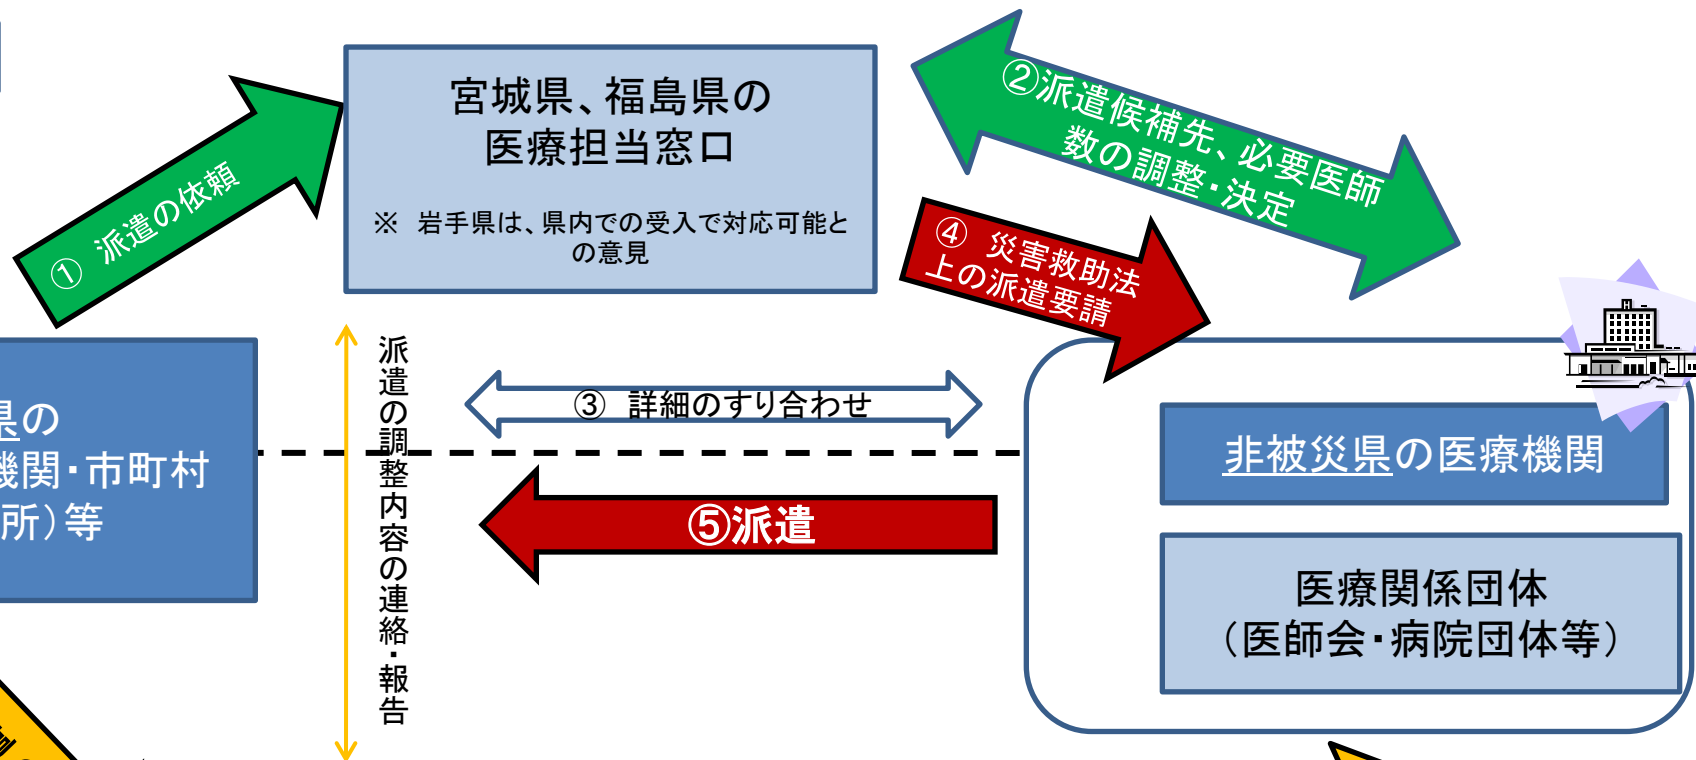 宮城県、福島県の
医療担当窓口
※　岩手県は、県内での受入で対応可能と
の意見
①　派遣の依頼
②派遣候補先、必要医師
数の調整・決定
④　災害救助法
上の派遣要請
派遣の調整内容の連絡・報告
③　詳細のすり合わせ
⑤派遣
県の
機関・市町村
所）等
非被災県の医療機関
医療関係団体
（医師会・病院団体等）